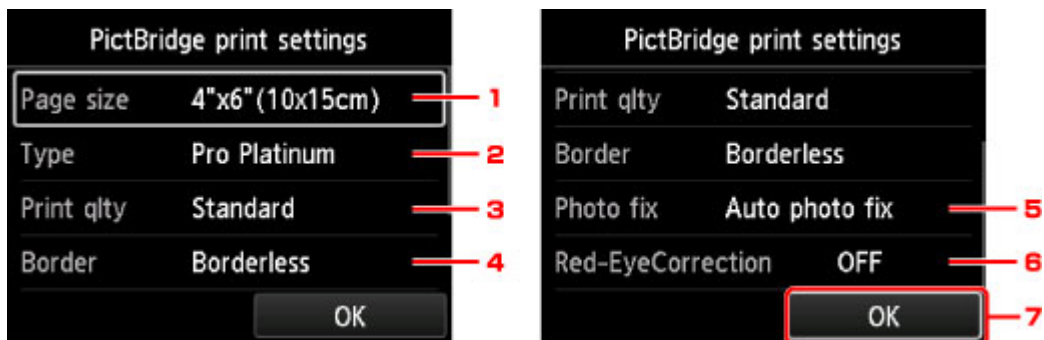 PictBridge print settings
Page size 4"x6"(10x15cm) 1
Type Pro Platinum 2
Print qlty Standard 3
Border Borderless 4
OK
PictBridge print settings
Print qlty Standard
Border Borderless
Photo fix Auto photo fix 5
Red-EyeCorrection OFF 6
OK 7